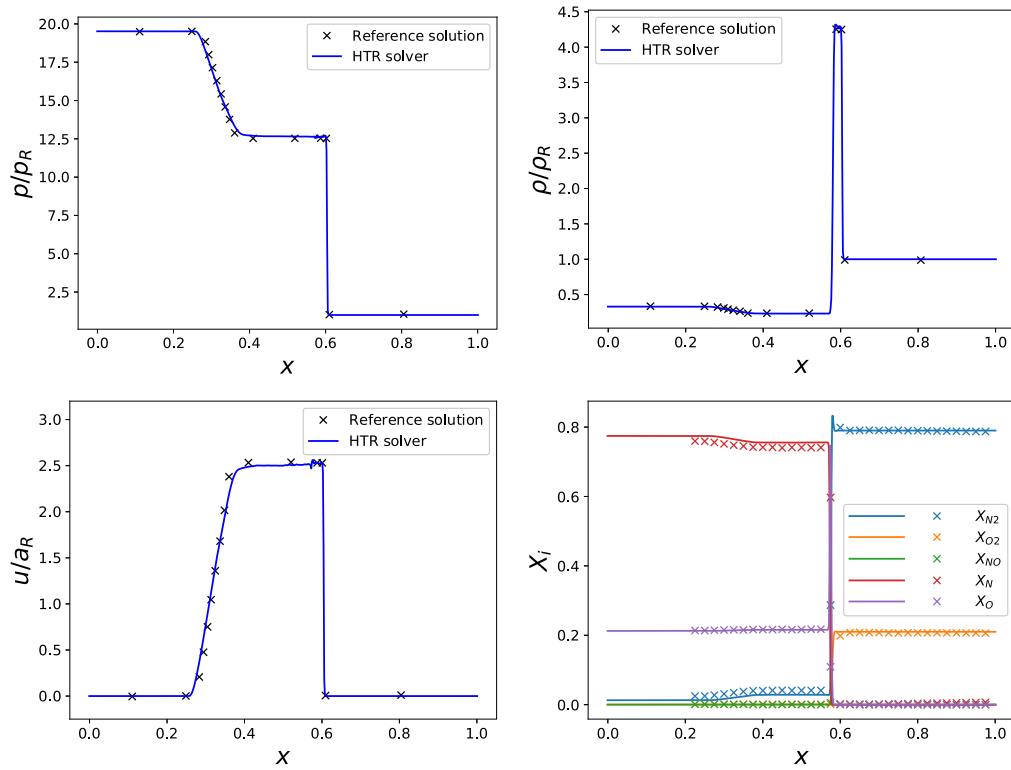 20.0
17.5
15.0
12.5
10.0
7.5
5.0
2.5
p/p_R
Reference solution
HTR solver
0.0 0.2 0.4 0.6 0.8 1.0
x
4.5
4.0
3.5
3.0
2.5
2.0
1.5
1.0
0.5
ρ/ρ_R
Reference solution
HTR solver
0.0 0.2 0.4 0.6 0.8 1.0
x
3.0
2.5
2.0
1.5
1.0
0.5
0.0
u/a_R
Reference solution
HTR solver
0.0 0.2 0.4 0.6 0.8 1.0
x
0.8
0.6
0.4
0.2
0.0
X_i
X_{N2}
X_{O2}
X_{NO}
X_N
X_O
0.0 0.2 0.4 0.6 0.8 1.0
x